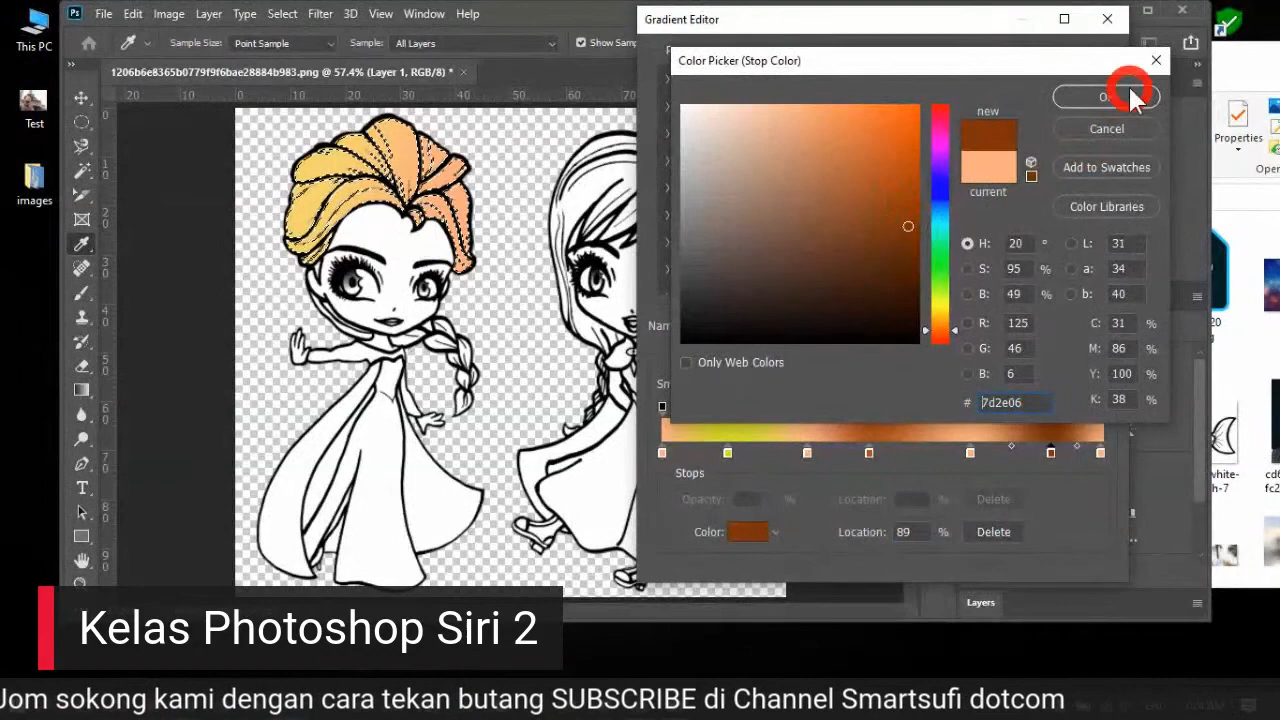 This PC
Test
images
Ps File Edit Image Layer Type Select Filter 3D View Window Help
Sample Size: Point Sample Sample: All Layers Show
1206b6e8365b0779f9f6bae28884b983.png @ 57.4% (Layer 1, RGB/8) *
Gradient Editor
Color Picker (Stop Color)
new
current
Cancel
Add to Swatches
Color Libraries
H: 20 °
S: 95 %
B: 49 %
R: 125
G: 46
B: 6
# 7d2e06
L: 31
a: 34
b: 40
C: 31 %
M: 86 %
Y: 100 %
K: 38 %
Only Web Colors
Stops
Opacity: % Location: % Delete
Color: Location: 89 % Delete
Layers
Properties
Kelas Photoshop Siri 2
Jom sokong kami dengan cara tekan butang SUBSCRIBE di Channel Smartsufi dotcom